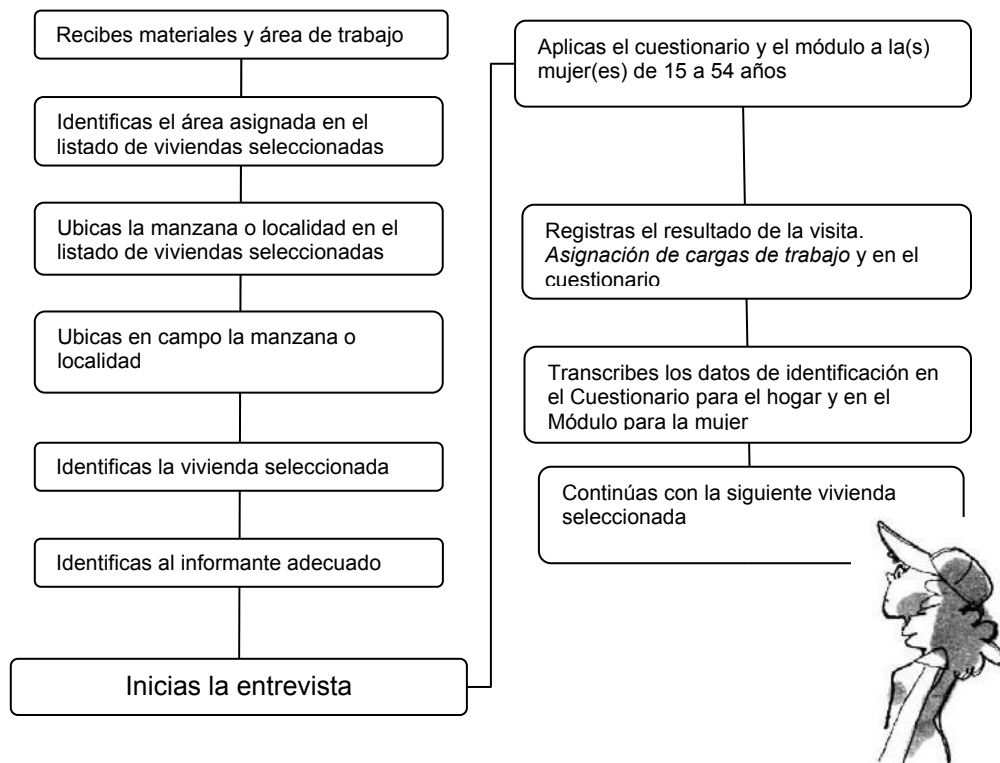 Recibes materiales y área de trabajo
Identificas el área asignada en el
listado de viviendas seleccionadas
Ubicas la manzana o localidad en el
listado de viviendas seleccionadas
Ubicas en campo la manzana o
localidad
Identificas la vivienda seleccionada
Identificas al informante adecuado
Inicias la entrevista
Aplicas el cuestionario y el módulo a la(s)
mujer(es) de 15 a 54 años
Registras el resultado de la visita.
Asignación de cargas de trabajo y en el
cuestionario
Transcribes los datos de identificación en
el Cuestionario para el hogar y en el
Módulo para la mujer
Continúas con la siguiente vivienda
seleccionada